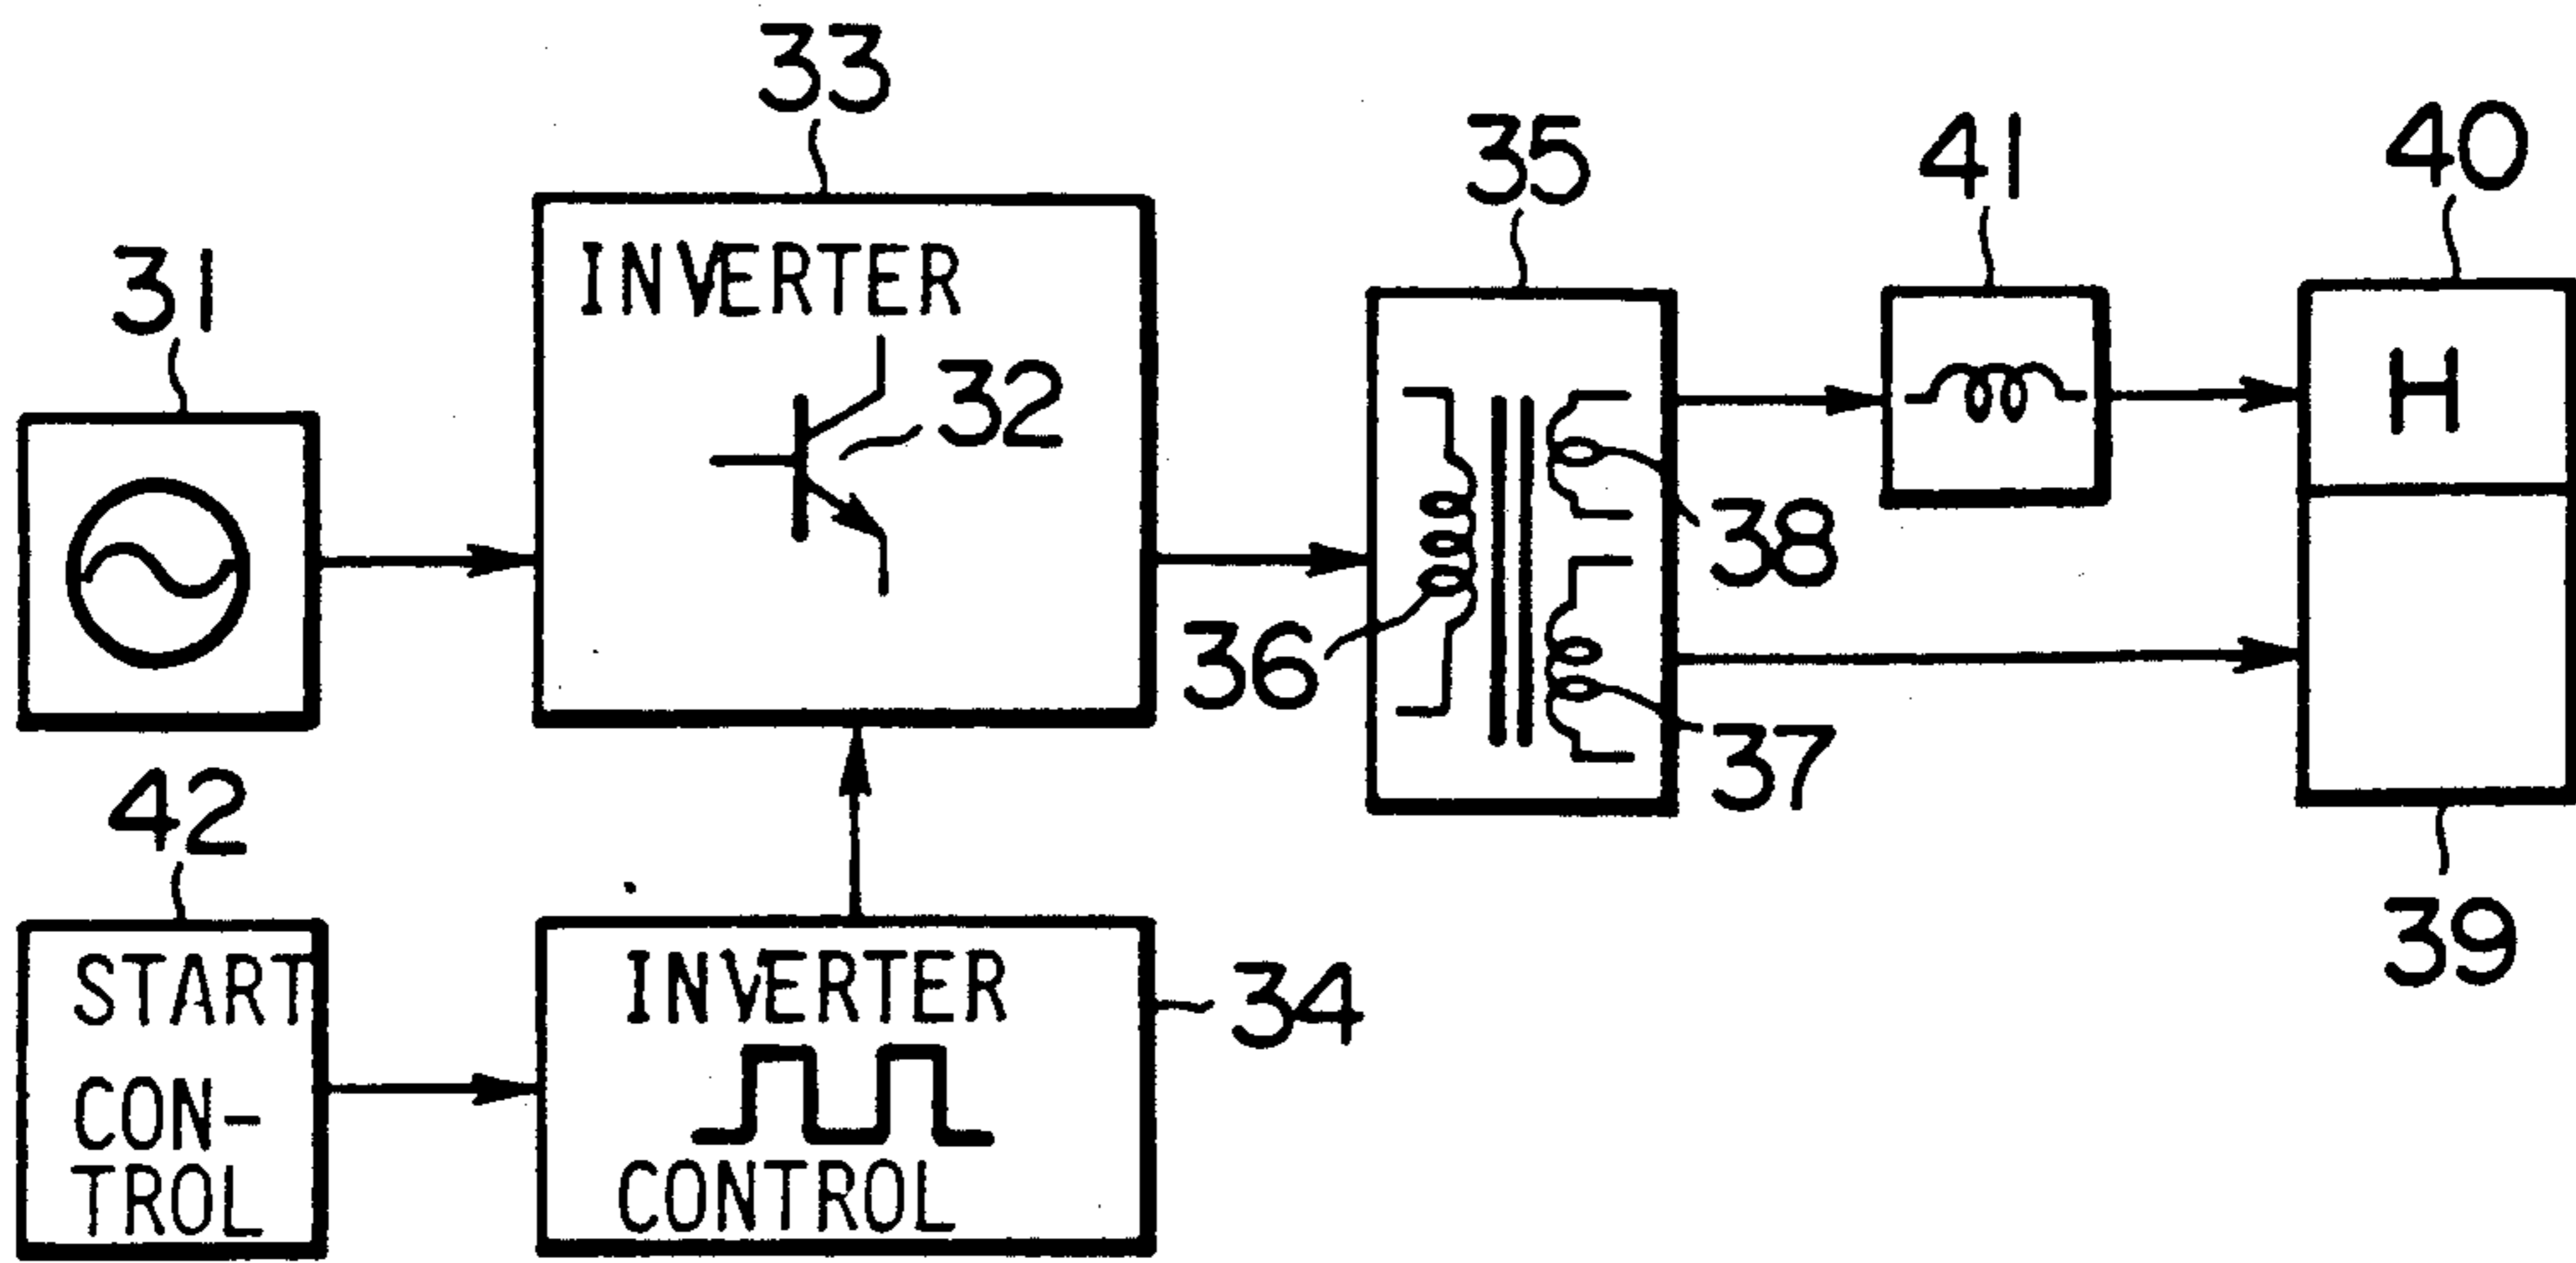 33
35
41
40
31
INVERTER
32
H
38
36
37
42
39
START
CON-
TROL
INVERTER
CONTROL
34